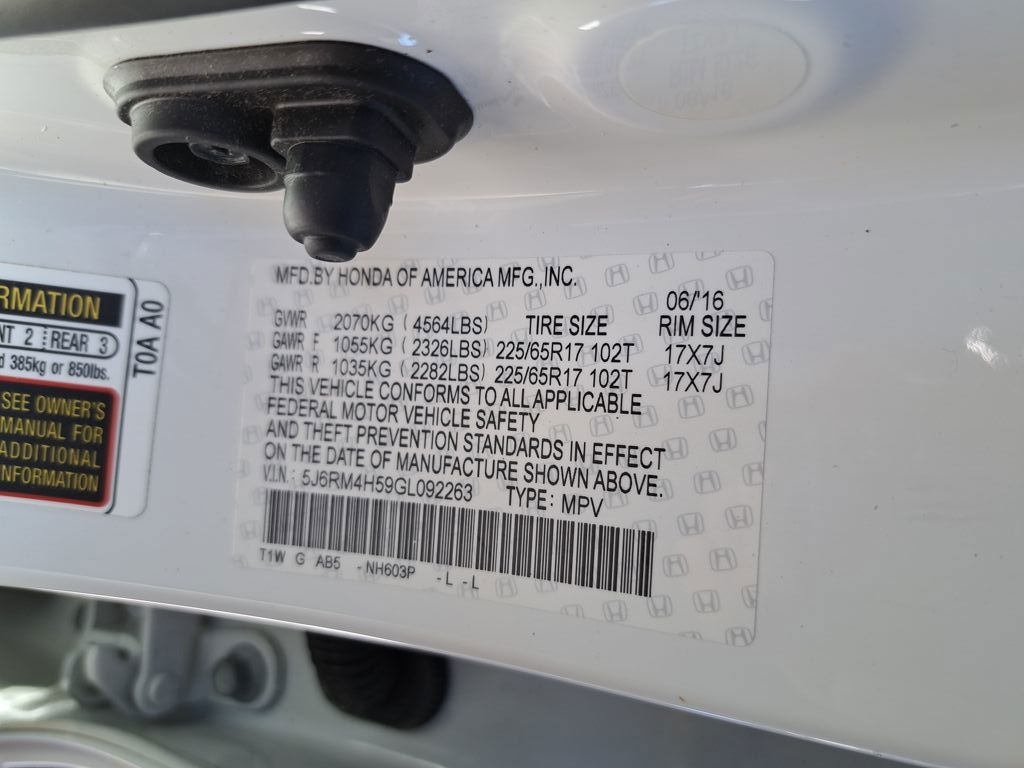 RMATION
NT 2 REAR 3
d 385kg or 850lbs.
SEE OWNER'S
MANUAL FOR
ADDITIONAL
INFORMATION
T0A A0
MFD.BY HONDA OF AMERICA MFG.,INC.
06/'16
GVWR 2070KG (4564LBS) TIRE SIZE RIM SIZE
GAWR F 1055KG (2326LBS) 225/65R17 102T 17X7J
GAWR R 1035KG (2282LBS) 225/65R17 102T 17X7J
THIS VEHICLE CONFORMS TO ALL APPLICABLE
FEDERAL MOTOR VEHICLE SAFETY
AND THEFT PREVENTION STANDARDS IN EFFECT
ON THE DATE OF MANUFACTURE SHOWN ABOVE.
V.I.N.: 5J6RM4H59GL092263 TYPE: MPV
T1W G AB5 -NH603P -L -L